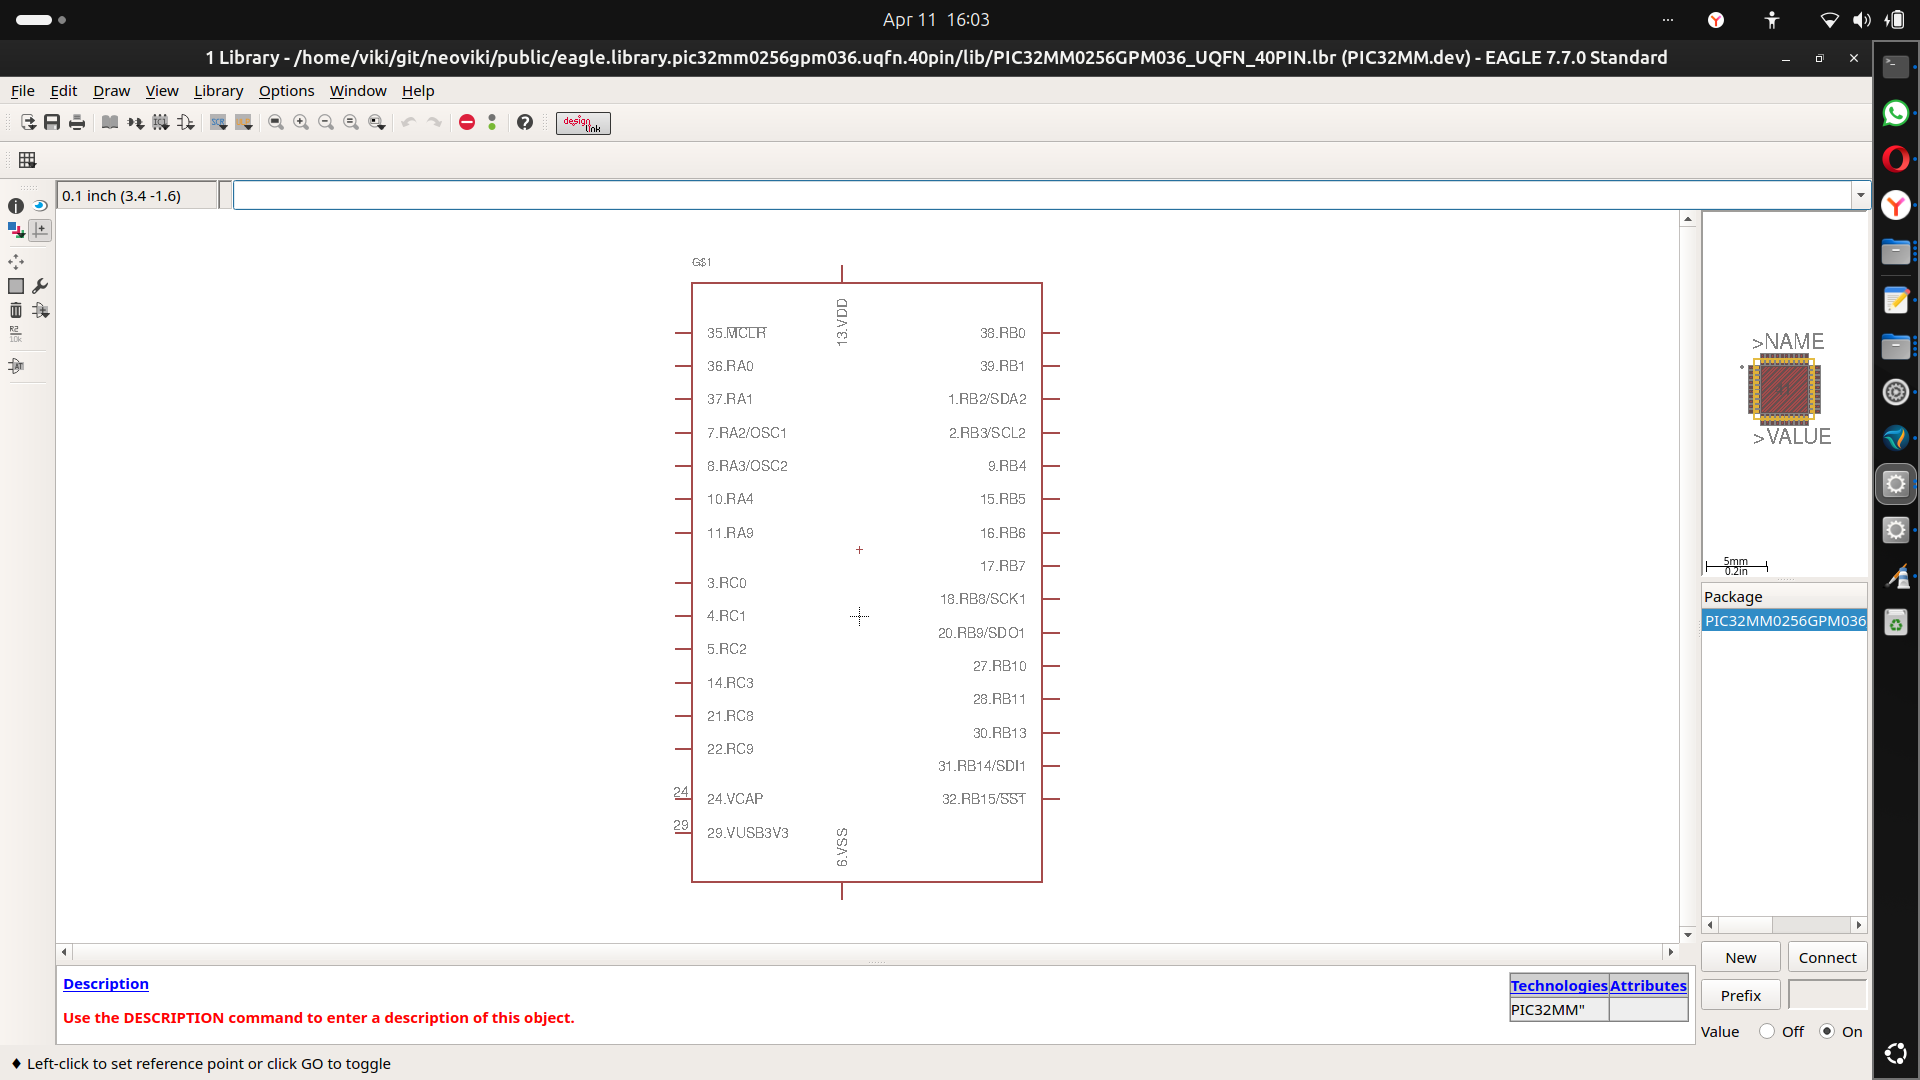 Apr 11 16:03
1 Library - /home/viki/git/neoviki/public/eagle.library.pic32mm0256gpm036.uqfn.40pin/lib/PIC32MM0256GPM036_UQFN_40PIN.lbr (PIC32MM.dev) - EAGLE 7.7.0 Standard
File Edit Draw View Library Options Window Help
design link
0.1 inch (3.4 -1.6)
G$1
13.VDD
35.MCLR
36.RA0
37.RA1
7.RA2/OSC1
8.RA3/OSC2
10.RA4
11.RA9
3.RC0
4.RC1
5.RC2
14.RC3
21.RC8
22.RC9
24
24.VCAP
29
29.VUSB3V3
6.VSS
38.RB0
39.RB1
1.RB2/SDA2
2.RB3/SCL2
9.RB4
15.RB5
16.RB6
17.RB7
18.RB8/SCK1
20.RB9/SDO1
27.RB10
28.RB11
30.RB13
31.RB14/SDI1
32.RB15/SS1
>NAME
41
>VALUE
5mm
0.2in
Package
PIC32MM0256GPM036
New Connect
Prefix
Value Off On
Description
Use the DESCRIPTION command to enter a description of this object.
Technologies Attributes
PIC32MM"
♦ Left-click to set reference point or click GO to toggle